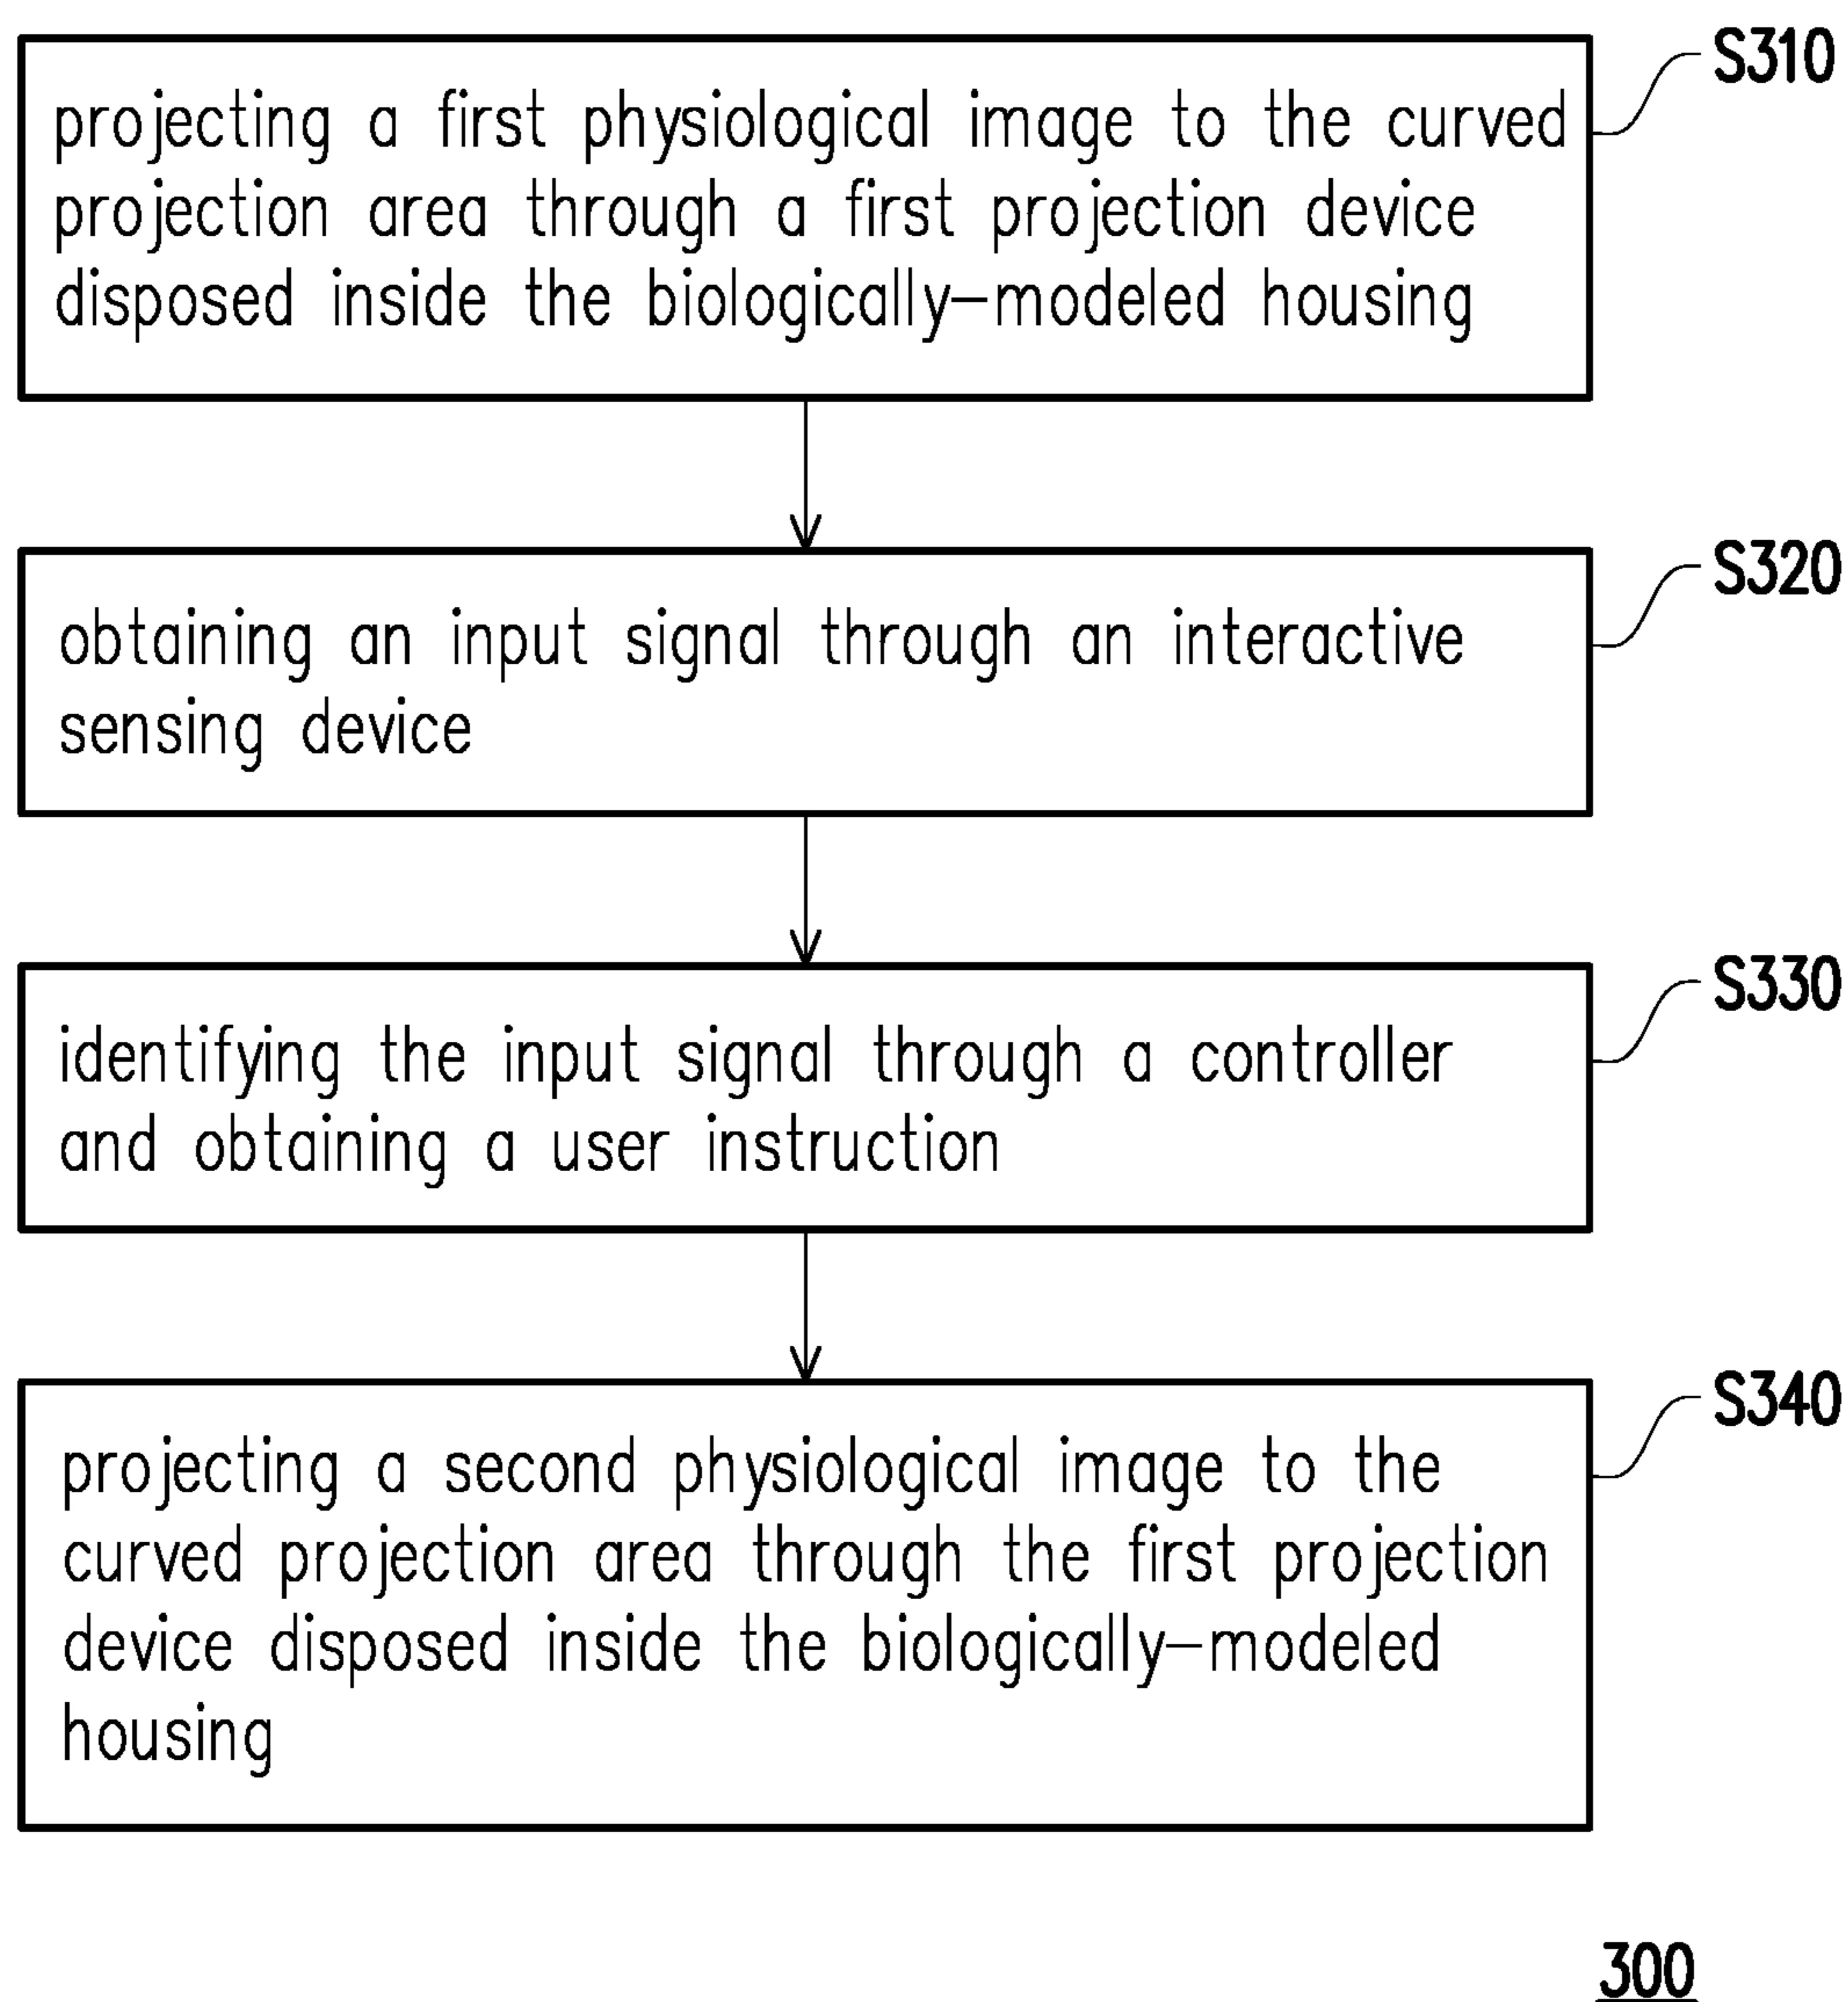 S310
projecting a first physiological image to the curved
projection area through a first projection device
disposed inside the biologically-modeled housing
S320
obtaining an input signal through an interactive
sensing device
S330
identifying the input signal through a controller
and obtaining a user instruction
S340
projecting a second physiological image to the
curved projection area through the first projection
device disposed inside the biologically-modeled
housing
300